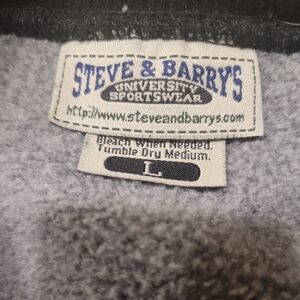 STEVE & BARRY'S
UNIVERSITY
SPORTSWEAR
http://www.steveandbarrys.com
Bleach When Needed.
Tumble Dry Medium.
L